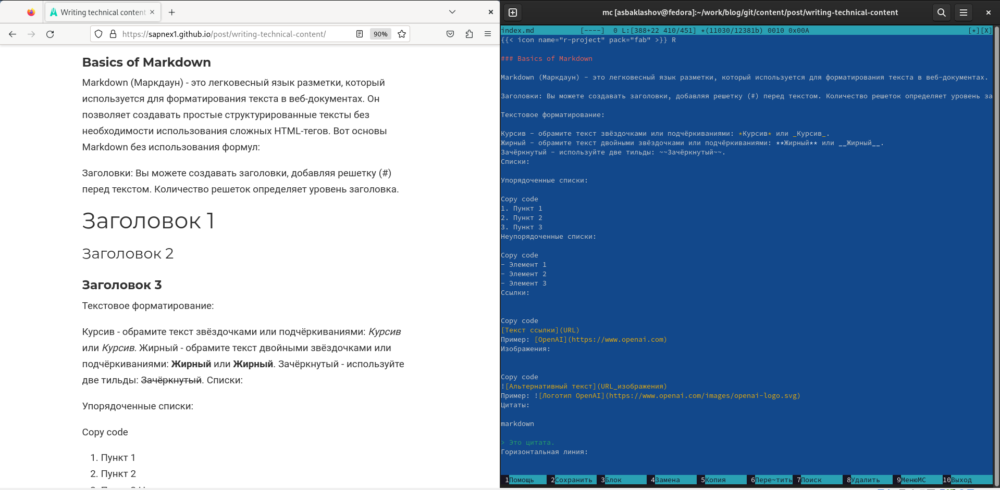 Writing technical content
https://sapnex1.github.io/post/writing-technical-content/
90%
Basics of Markdown
Markdown (Маркдаун) - это легковесный язык разметки, который
используется для форматирования текста в веб-документах. Он
позволяет создавать простые структурированные тексты без
необходимости использования сложных HTML-тегов. Вот основы
Markdown без использования формул:
Заголовки: Вы можете создавать заголовки, добавляя решетку (#)
перед текстом. Количество решеток определяет уровень заголовка.
Заголовок 1
Заголовок 2
Заголовок 3
Текстовое форматирование:
Курсив - обрамите текст звёздочками или подчёркиваниями: Курсив
или Курсив. Жирный - обрамите текст двойными звёздочками или
подчёркиваниями: Жирный или Жирный. Зачёркнутый - используйте
две тильды: Зачёркнутый. Списки:
Упорядоченные списки:
Copy code
1. Пункт 1
2. Пункт 2
mc [asbaklashov@fedora]:~/work/blog/git/content/post/writing-technical-content
index.md [----] 0 L:[388+22 410/451] *(11030/12381b) 0010 0x00A [*][X]
{{< icon name="r-project" pack="fab" >}} R
### Basics of Markdown
Markdown (Маркдаун) - это легковесный язык разметки, который используется для форматирования текста в веб-документах.
Заголовки: Вы можете создавать заголовки, добавляя решетку (#) перед текстом. Количество решеток определяет уровень за
Текстовое форматирование:
Курсив - обрамите текст звёздочками или подчёркиваниями: *Курсив* или _Курсив_.
Жирный - обрамите текст двойными звёздочками или подчёркиваниями: **Жирный** или __Жирный__.
Зачёркнутый - используйте две тильды: ~~Зачёркнутый~~.
Списки:
Упорядоченные списки:
Copy code
1. Пункт 1
2. Пункт 2
3. Пункт 3
Неупорядоченные списки:
Copy code
- Элемент 1
- Элемент 2
- Элемент 3
Ссылки:
Copy code
[Текст ссылки](URL)
Пример: [OpenAI](https://www.openai.com)
Изображения:
Copy code
![Альтернативный текст](URL_изображения)
Пример: ![Логотип OpenAI](https://www.openai.com/images/openai-logo.svg)
Цитаты:
markdown
> Это цитата.
Горизонтальная линия:
1Помощь 2Сохранить 3Блок 4Замена 5Копия 6Пере~тить 7Поиск 8Удалить 9МенюМС 10Выход